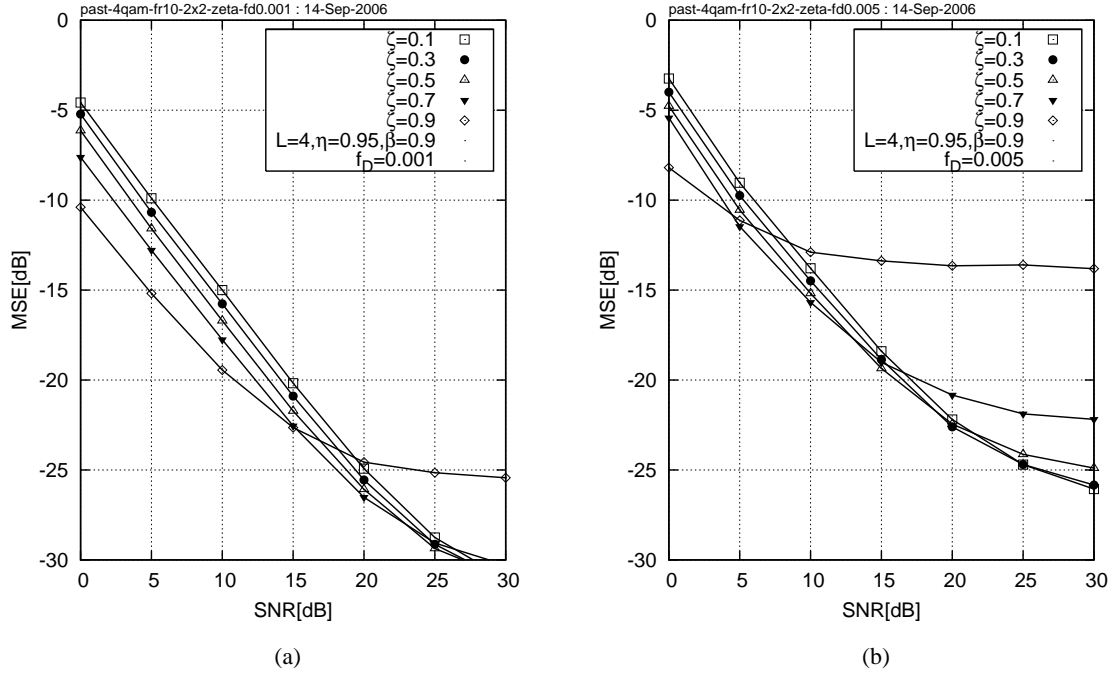 past-4qam-fr10-2x2-zeta-fd0.001 : 14-Sep-2006
0
-5
-10
-15
-20
-25
-30
MSE[dB]
0 5 10 15 20 25 30
SNR[dB]
ζ=0.1
ζ=0.3
ζ=0.5
ζ=0.7
ζ=0.9
L=4,η=0.95,β=0.9
f_D=0.001
(a)
past-4qam-fr10-2x2-zeta-fd0.005 : 14-Sep-2006
0
-5
-10
-15
-20
-25
-30
MSE[dB]
0 5 10 15 20 25 30
SNR[dB]
ζ=0.1
ζ=0.3
ζ=0.5
ζ=0.7
ζ=0.9
L=4,η=0.95,β=0.9
f_D=0.005
(b)